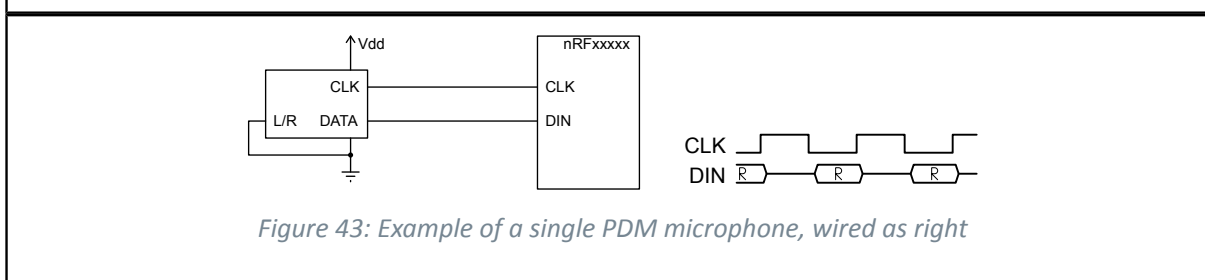 Vdd
nRFxxxxx
CLK
CLK
L/R
DATA
DIN
CLK
DIN
R
R
R
Figure 43: Example of a single PDM microphone, wired as right